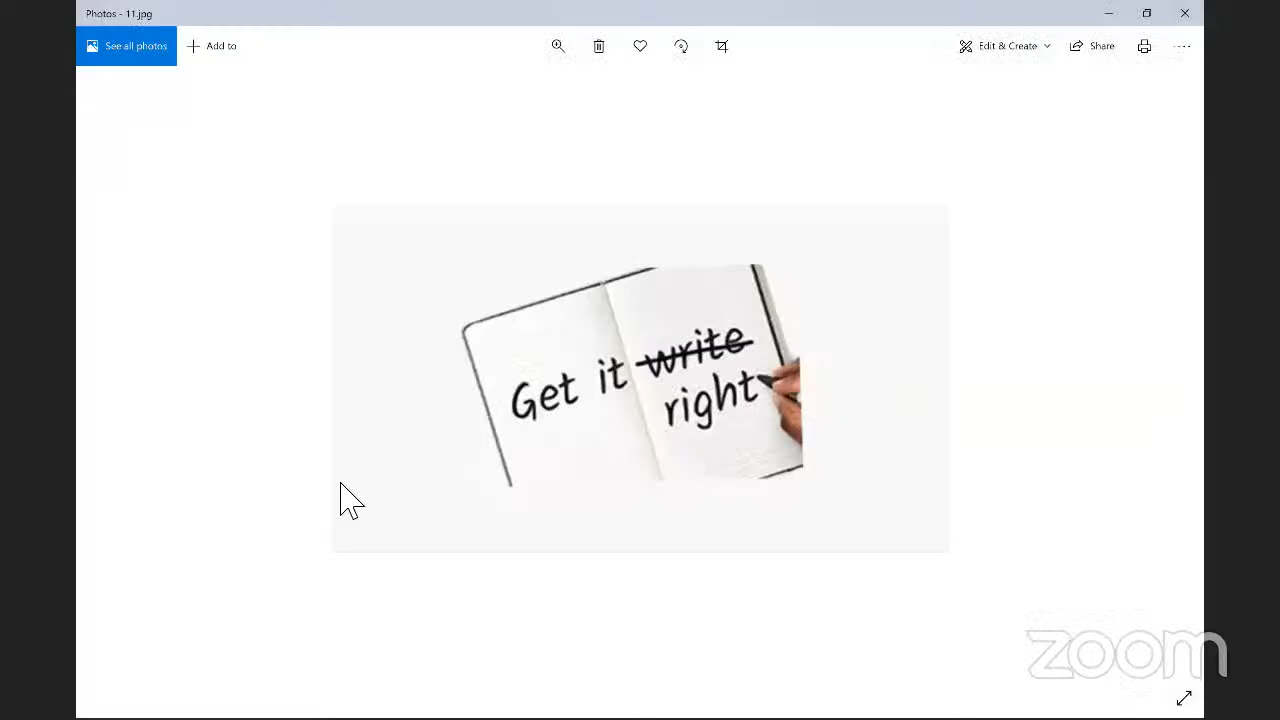 Photos - 11.jpg
See all photos
Add to
Edit & Create
Share
Get it write
right
zoom